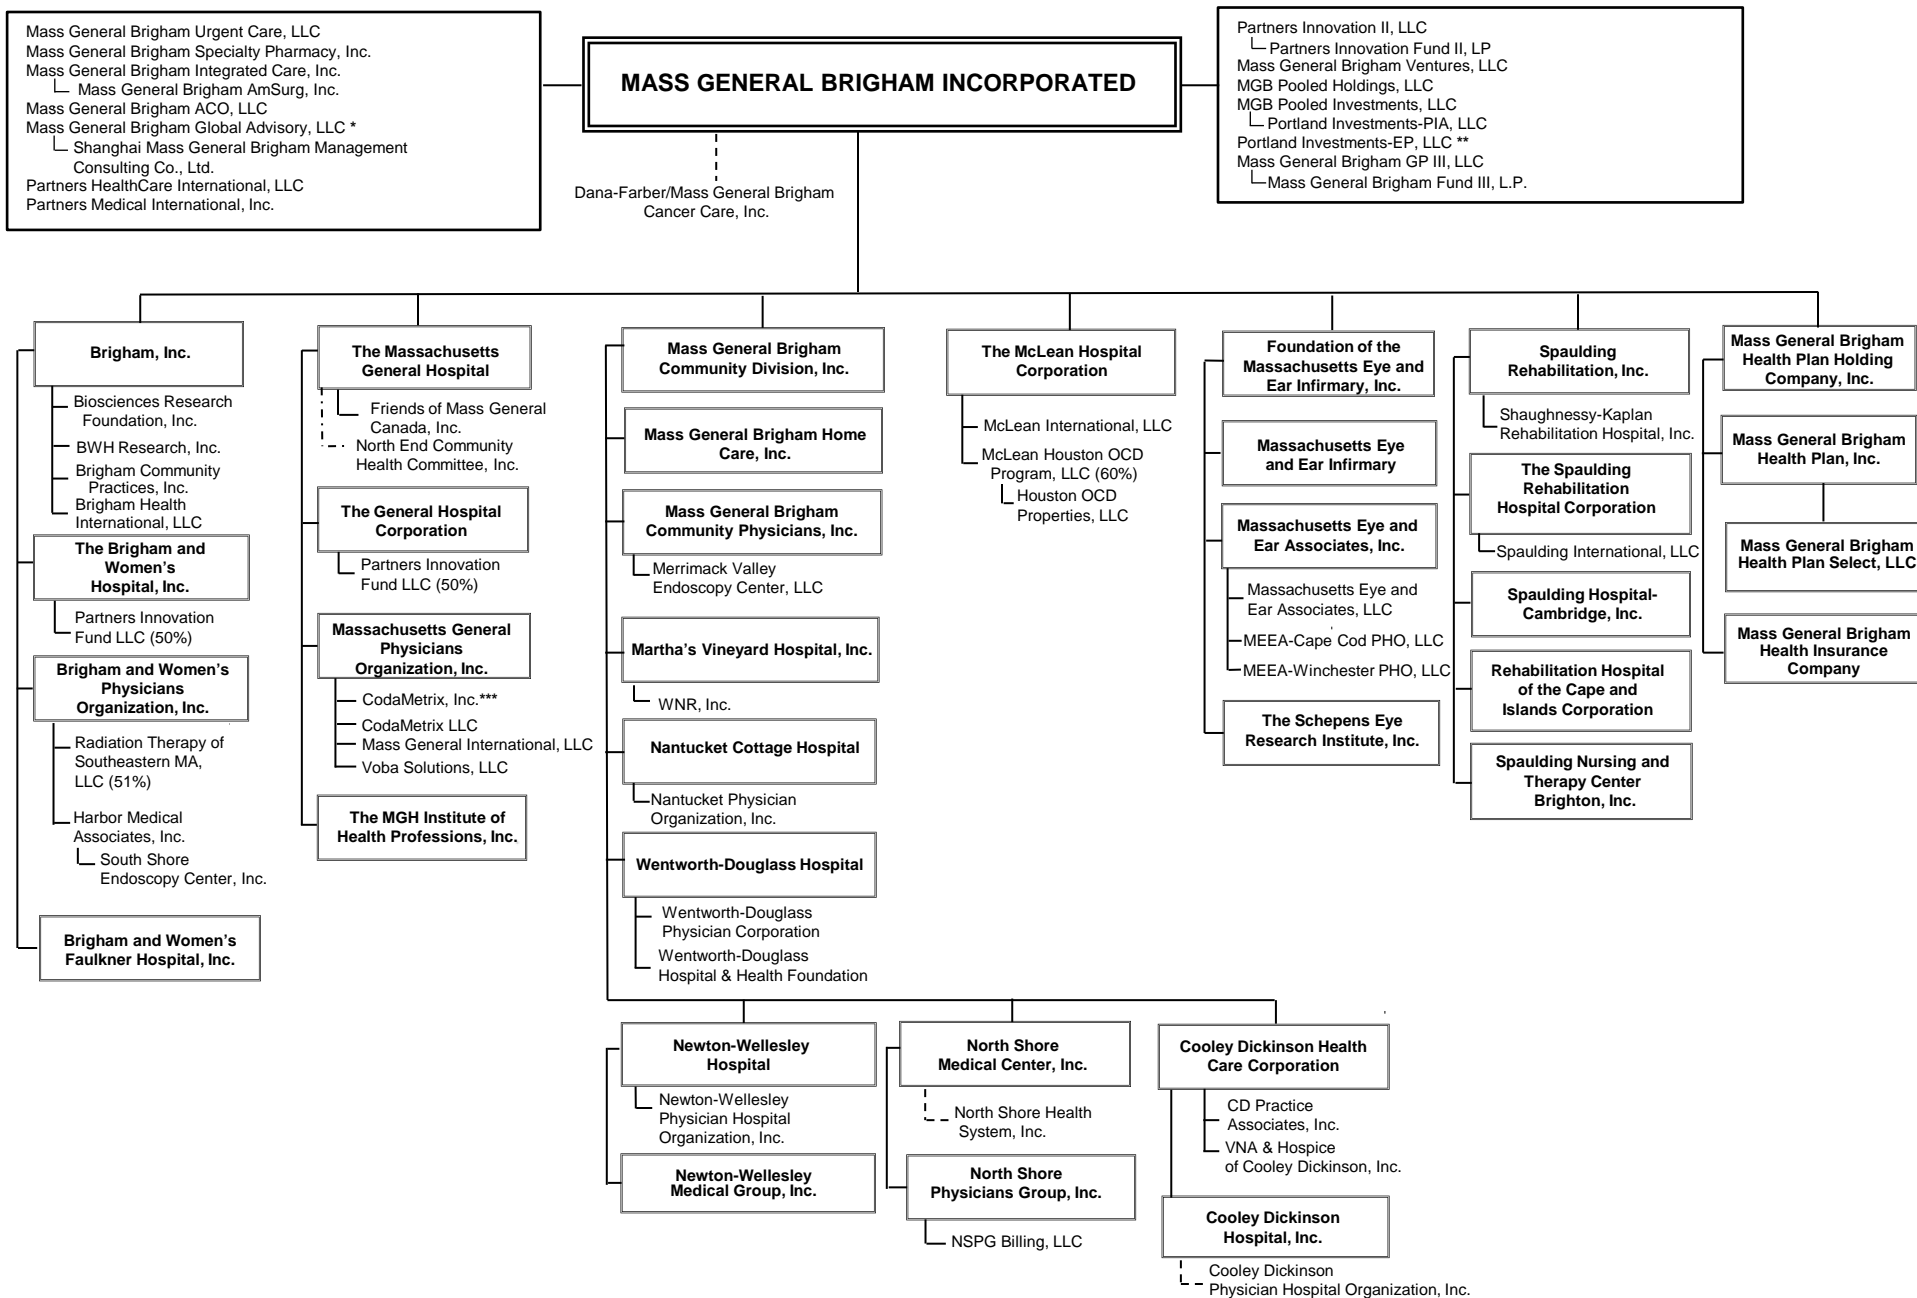 Mass General Brigham Urgent Care, LLC
Mass General Brigham Specialty Pharmacy, Inc.
Mass General Brigham Integrated Care, Inc.
Mass General Brigham AmSurg, Inc.
Mass General Brigham ACO, LLC
Mass General Brigham Global Advisory, LLC *
Shanghai Mass General Brigham Management
Consulting Co., Ltd.
Partners HealthCare International, LLC
Partners Medical International, Inc.
MASS GENERAL BRIGHAM INCORPORATED
Dana-Farber/Mass General Brigham
Cancer Care, Inc.
Partners Innovation II, LLC
Partners Innovation Fund II, LP
Mass General Brigham Ventures, LLC
MGB Pooled Holdings, LLC
MGB Pooled Investments, LLC
Portland Investments-PIA, LLC
Portland Investments-EP, LLC **
Mass General Brigham GP III, LLC
Mass General Brigham Fund III, L.P.
Brigham, Inc.
Biosciences Research
Foundation, Inc.
BWH Research, Inc.
Brigham Community
Practices, Inc.
Brigham Health
International, LLC
The Brigham and
Women's
Hospital, Inc.
Partners Innovation
Fund LLC (50%)
Brigham and Women's
Physicians
Organization, Inc.
Radiation Therapy of
Southeastern MA,
LLC (51%)
Harbor Medical
Associates, Inc.
South Shore
Endoscopy Center, Inc.
Brigham and Women's
Faulkner Hospital, Inc.
The Massachusetts
General Hospital
Friends of Mass General
Canada, Inc.
North End Community
Health Committee, Inc.
The General Hospital
Corporation
Partners Innovation
Fund LLC (50%)
Massachusetts General
Physicians
Organization, Inc.
CodaMetrix, Inc.***
CodaMetrix LLC
Mass General International, LLC
Voba Solutions, LLC
The MGH Institute of
Health Professions, Inc.
Mass General Brigham
Community Division, Inc.
Mass General Brigham Home
Care, Inc.
Mass General Brigham
Community Physicians, Inc.
Merrimack Valley
Endoscopy Center, LLC
Martha's Vineyard Hospital, Inc.
WNR, Inc.
Nantucket Cottage Hospital
Nantucket Physician
Organization, Inc.
Wentworth-Douglass Hospital
Wentworth-Douglass
Physician Corporation
Wentworth-Douglass
Hospital & Health Foundation
Newton-Wellesley
Hospital
Newton-Wellesley
Physician Hospital
Organization, Inc.
Newton-Wellesley
Medical Group, Inc.
North Shore
Medical Center, Inc.
North Shore Health
System, Inc.
North Shore
Physicians Group, Inc.
NSPG Billing, LLC
Cooley Dickinson Health
Care Corporation
CD Practice
Associates, Inc.
VNA & Hospice
of Cooley Dickinson, Inc.
Cooley Dickinson
Hospital, Inc.
Cooley Dickinson
Physician Hospital Organization, Inc.
The McLean Hospital
Corporation
McLean International, LLC
McLean Houston OCD
Program, LLC (60%)
Houston OCD
Properties, LLC
Foundation of the
Massachusetts Eye and
Ear Infirmary, Inc.
Massachusetts Eye
and Ear Infirmary
Massachusetts Eye and
Ear Associates, Inc.
Massachusetts Eye and
Ear Associates, LLC
MEEA-Cape Cod PHO, LLC
MEEA-Winchester PHO, LLC
The Schepens Eye
Research Institute, Inc.
Spaulding
Rehabilitation, Inc.
Shaughnessy-Kaplan
Rehabilitation Hospital, Inc.
The Spaulding
Rehabilitation
Hospital Corporation
Spaulding International, LLC
Spaulding Hospital-
Cambridge, Inc.
Rehabilitation Hospital
of the Cape and
Islands Corporation
Spaulding Nursing and
Therapy Center
Brighton, Inc.
Mass General Brigham
Health Plan Holding
Company, Inc.
Mass General Brigham
Health Plan, Inc.
Mass General Brigham
Health Plan Select, LLC
Mass General Brigham
Health Insurance
Company